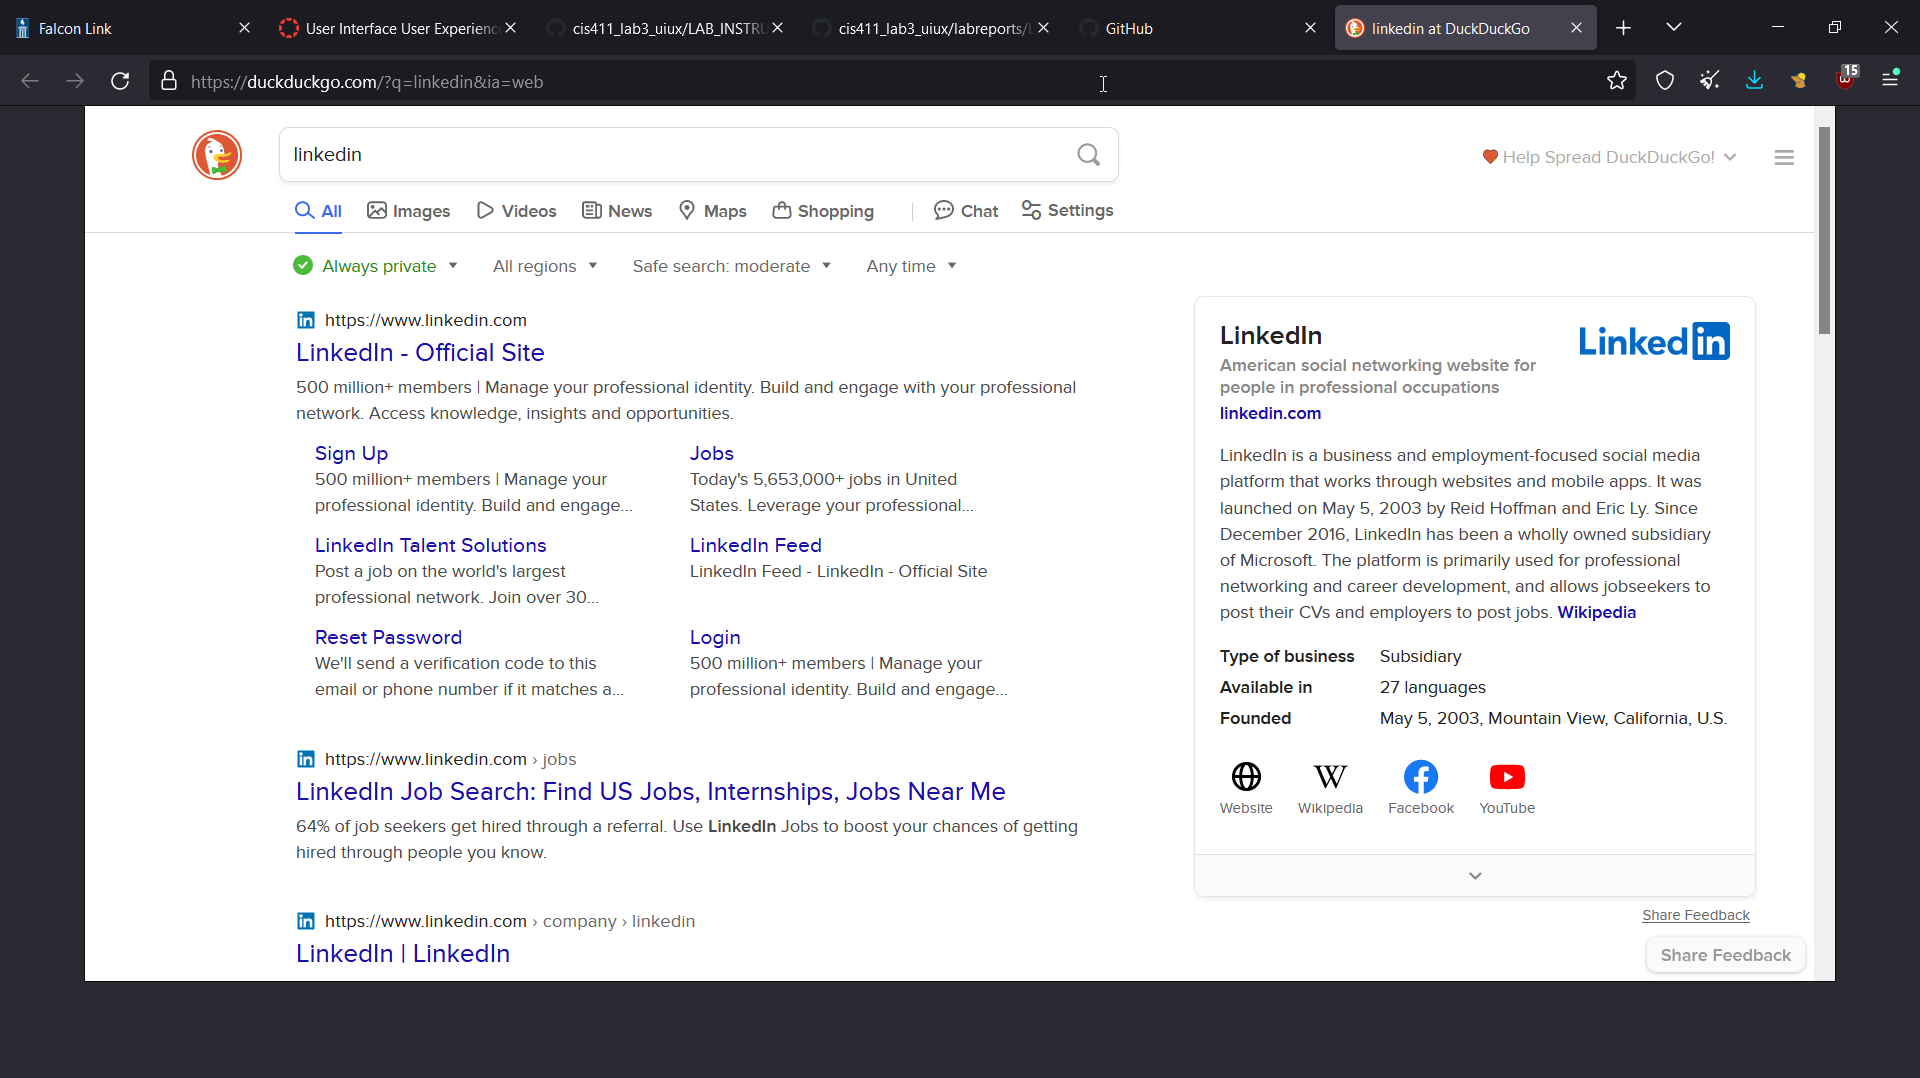 Falcon Link
User Interface User Experienc
cis411_lab3_uiux/LAB_INSTRU
cis411_lab3_uiux/labreports/L
GitHub
linkedin at DuckDuckGo
https://duckduckgo.com/?q=linkedin&ia=web
15
linkedin
Help Spread DuckDuckGo!
All
Images
Videos
News
Maps
Shopping
Chat
Settings
Always private
All regions
Safe search: moderate
Any time
https://www.linkedin.com
LinkedIn - Official Site
500 million+ members | Manage your professional identity. Build and engage with your professional
network. Access knowledge, insights and opportunities.
Sign Up
500 million+ members | Manage your
professional identity. Build and engage...
Jobs
Today's 5,653,000+ jobs in United
States. Leverage your professional...
LinkedIn Talent Solutions
Post a job on the world's largest
professional network. Join over 30...
LinkedIn Feed
LinkedIn Feed - LinkedIn - Official Site
Reset Password
We'll send a verification code to this
email or phone number if it matches a...
Login
500 million+ members | Manage your
professional identity. Build and engage...
https://www.linkedin.com › jobs
LinkedIn Job Search: Find US Jobs, Internships, Jobs Near Me
64% of job seekers get hired through a referral. Use LinkedIn Jobs to boost your chances of getting
hired through people you know.
https://www.linkedin.com › company › linkedin
LinkedIn | LinkedIn
LinkedIn
American social networking website for
people in professional occupations
linkedin.com
Linked in
LinkedIn is a business and employment-focused social media
platform that works through websites and mobile apps. It was
launched on May 5, 2003 by Reid Hoffman and Eric Ly. Since
December 2016, LinkedIn has been a wholly owned subsidiary
of Microsoft. The platform is primarily used for professional
networking and career development, and allows jobseekers to
post their CVs and employers to post jobs. Wikipedia
Type of business Subsidiary
Available in 27 languages
Founded May 5, 2003, Mountain View, California, U.S.
Website
Wikipedia
Facebook
YouTube
Share Feedback
Share Feedback